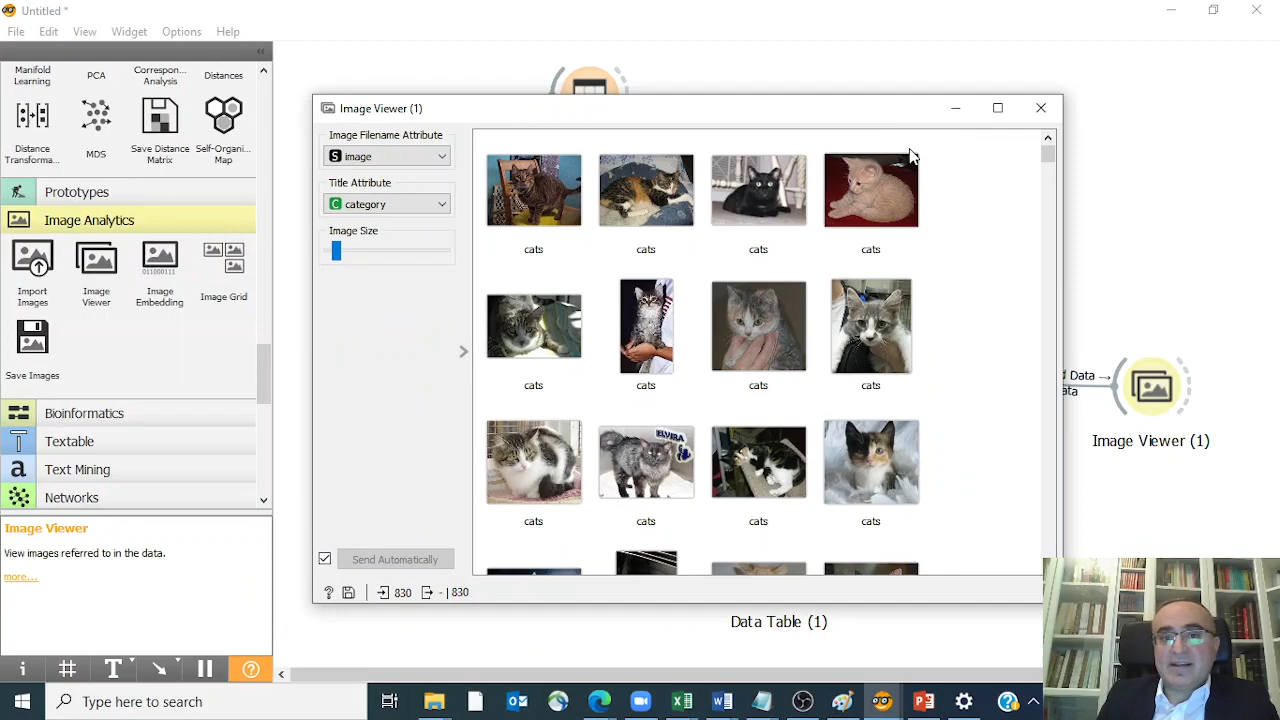 Untitled *
File Edit View Widget Options Help
Manifold Learning
PCA
Correspon... Analysis
Distances
Distance Transforma...
MDS
Save Distance Matrix
Self-Organi... Map
Prototypes
Image Analytics
Import Images
Image Viewer
011000111
Image Embedding
Image Grid
Save Images
Bioinformatics
Textable
a Text Mining
Networks
Image Viewer
View images referred to in the data.
more...
Image Viewer (1)
Image Filename Attribute
S image
Title Attribute
C category
Image Size
Send Automatically
? 830 - | 830
cats cats cats cats
cats cats cats cats
ELVIRA
cats cats cats cats
Data →
Data
Image Viewer (1)
Data Table (1)
Type here to search